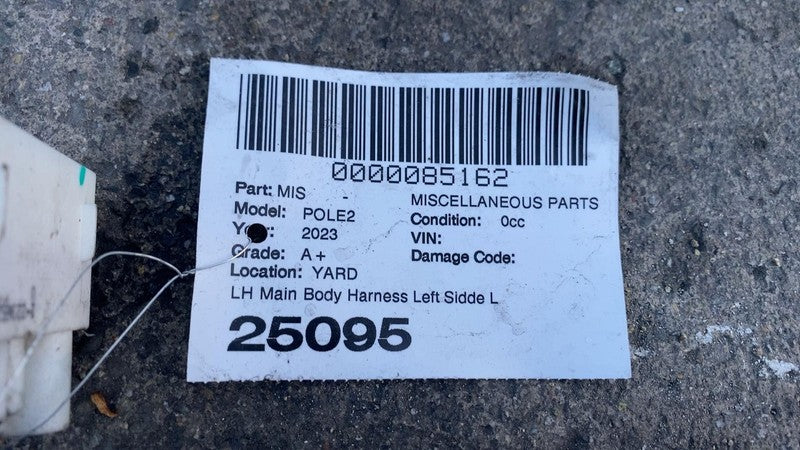 0000085162
Part: MIS - MISCELLANEOUS PARTS
Model: POLE2 Condition: 0cc
2023 VIN:
Grade: A+ Damage Code:
Location: YARD
LH Main Body Harness Left Sidde L
25095